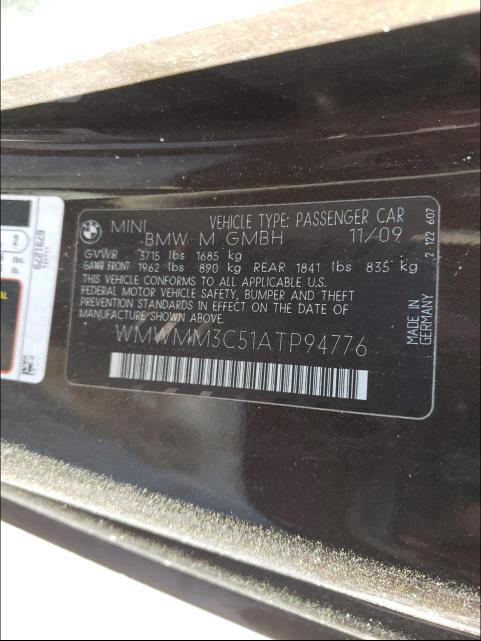 MINI VEHICLE TYPE: PASSENGER CAR
BMW M GMBH 11/09
GVWR 3715 lbs 1685 kg
GAWR FRONT 1962 lbs 890 kg REAR 1841 lbs 835 kg
THIS VEHICLE CONFORMS TO ALL APPLICABLE U.S.
FEDERAL MOTOR VEHICLE SAFETY, BUMPER AND THEFT
PREVENTION STANDARDS IN EFFECT ON THE DATE OF
MANUFACTURE SHOWN ABOVE.
WMWMM3C51ATP94776
MADE IN
GERMANY
2 122 607
6791279
2